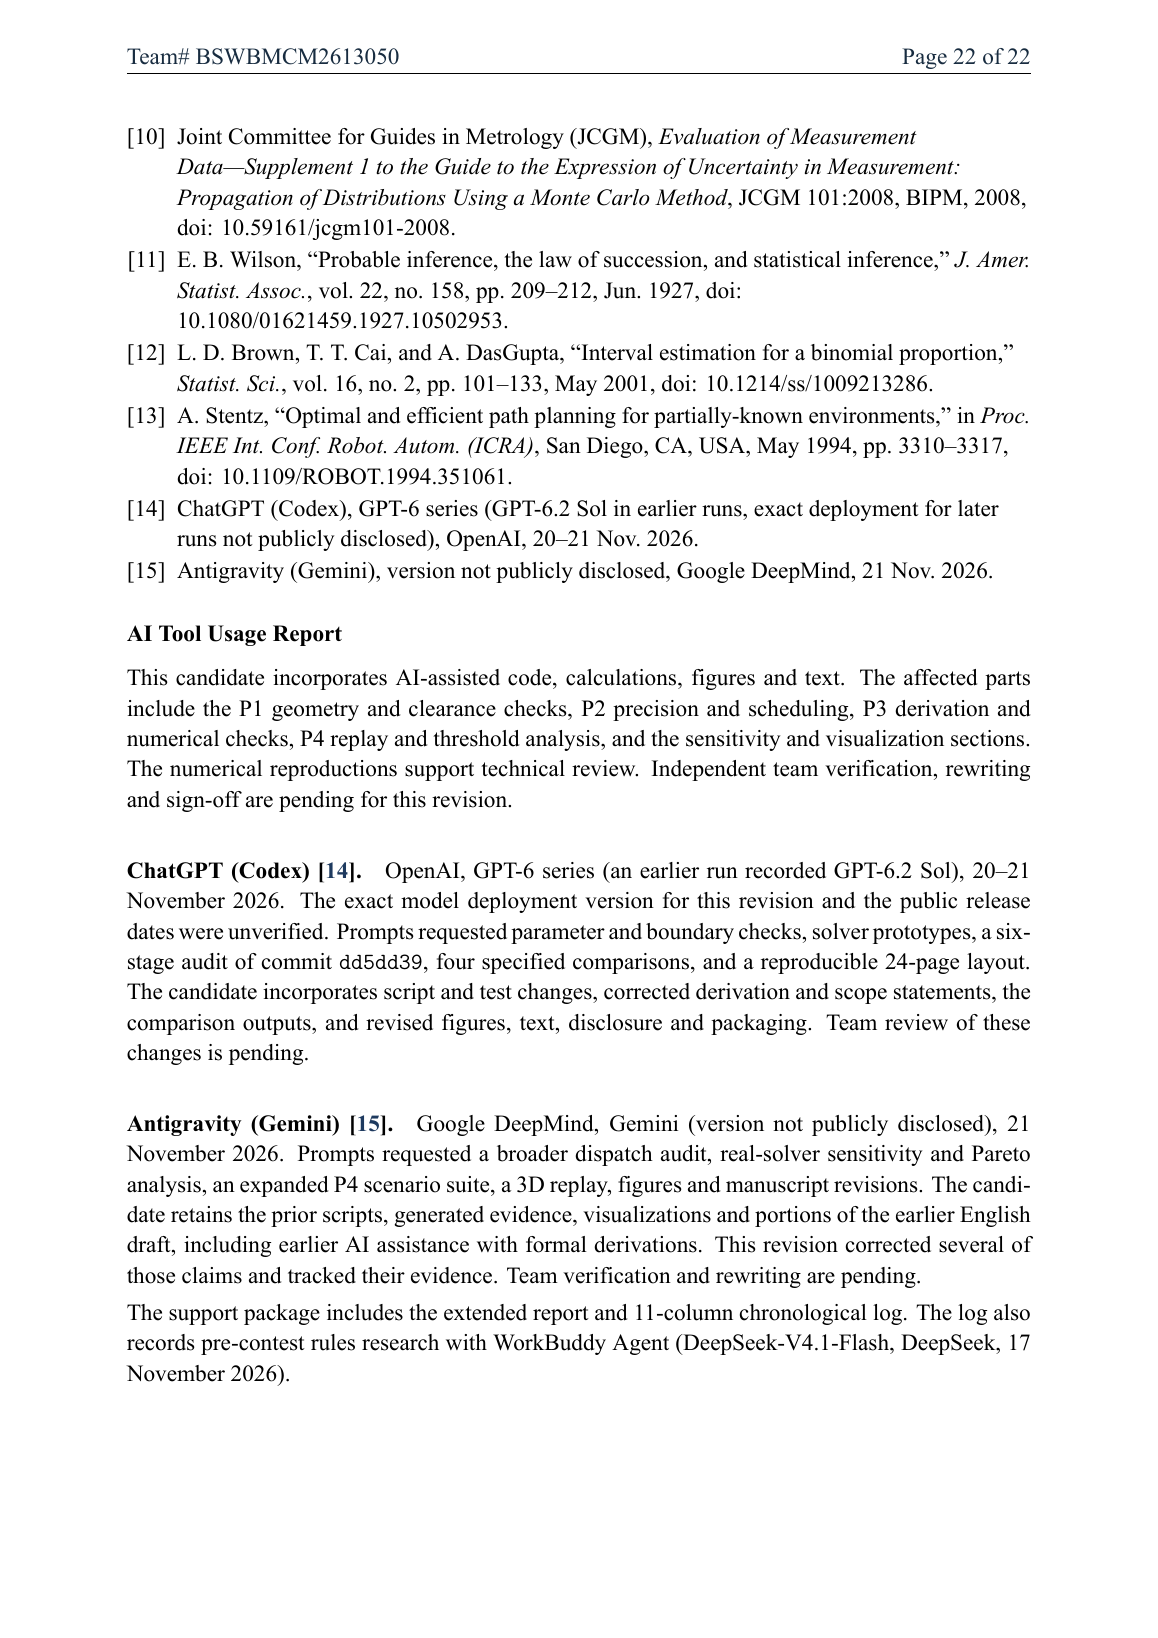 Team# BSWBMCM2613050 Page 22 of 22
[10] Joint Committee for Guides in Metrology (JCGM), Evaluation of Measurement
Data—Supplement 1 to the Guide to the Expression of Uncertainty in Measurement:
Propagation of Distributions Using a Monte Carlo Method, JCGM 101:2008, BIPM, 2008,
doi: 10.59161/jcgm101-2008.
[11] E. B. Wilson, “Probable inference, the law of succession, and statistical inference,” J. Amer.
Statist. Assoc., vol. 22, no. 158, pp. 209–212, Jun. 1927, doi:
10.1080/01621459.1927.10502953.
[12] L. D. Brown, T. T. Cai, and A. DasGupta, “Interval estimation for a binomial proportion,”
Statist. Sci., vol. 16, no. 2, pp. 101–133, May 2001, doi: 10.1214/ss/1009213286.
[13] A. Stentz, “Optimal and efficient path planning for partially-known environments,” in Proc.
IEEE Int. Conf. Robot. Autom. (ICRA), San Diego, CA, USA, May 1994, pp. 3310–3317,
doi: 10.1109/ROBOT.1994.351061.
[14] ChatGPT (Codex), GPT-6 series (GPT-6.2 Sol in earlier runs, exact deployment for later
runs not publicly disclosed), OpenAI, 20–21 Nov. 2026.
[15] Antigravity (Gemini), version not publicly disclosed, Google DeepMind, 21 Nov. 2026.
AI Tool Usage Report
This candidate incorporates AI-assisted code, calculations, figures and text. The affected parts
include the P1 geometry and clearance checks, P2 precision and scheduling, P3 derivation and
numerical checks, P4 replay and threshold analysis, and the sensitivity and visualization sections.
The numerical reproductions support technical review. Independent team verification, rewriting
and sign-off are pending for this revision.
ChatGPT (Codex) [14]. OpenAI, GPT-6 series (an earlier run recorded GPT-6.2 Sol), 20–21
November 2026. The exact model deployment version for this revision and the public release
dates were unverified. Prompts requested parameter and boundary checks, solver prototypes, a six-
stage audit of commit dd5dd39, four specified comparisons, and a reproducible 24-page layout.
The candidate incorporates script and test changes, corrected derivation and scope statements, the
comparison outputs, and revised figures, text, disclosure and packaging. Team review of these
changes is pending.
Antigravity (Gemini) [15]. Google DeepMind, Gemini (version not publicly disclosed), 21
November 2026. Prompts requested a broader dispatch audit, real-solver sensitivity and Pareto
analysis, an expanded P4 scenario suite, a 3D replay, figures and manuscript revisions. The candi-
date retains the prior scripts, generated evidence, visualizations and portions of the earlier English
draft, including earlier AI assistance with formal derivations. This revision corrected several of
those claims and tracked their evidence. Team verification and rewriting are pending.
The support package includes the extended report and 11-column chronological log. The log also
records pre-contest rules research with WorkBuddy Agent (DeepSeek-V4.1-Flash, DeepSeek, 17
November 2026).